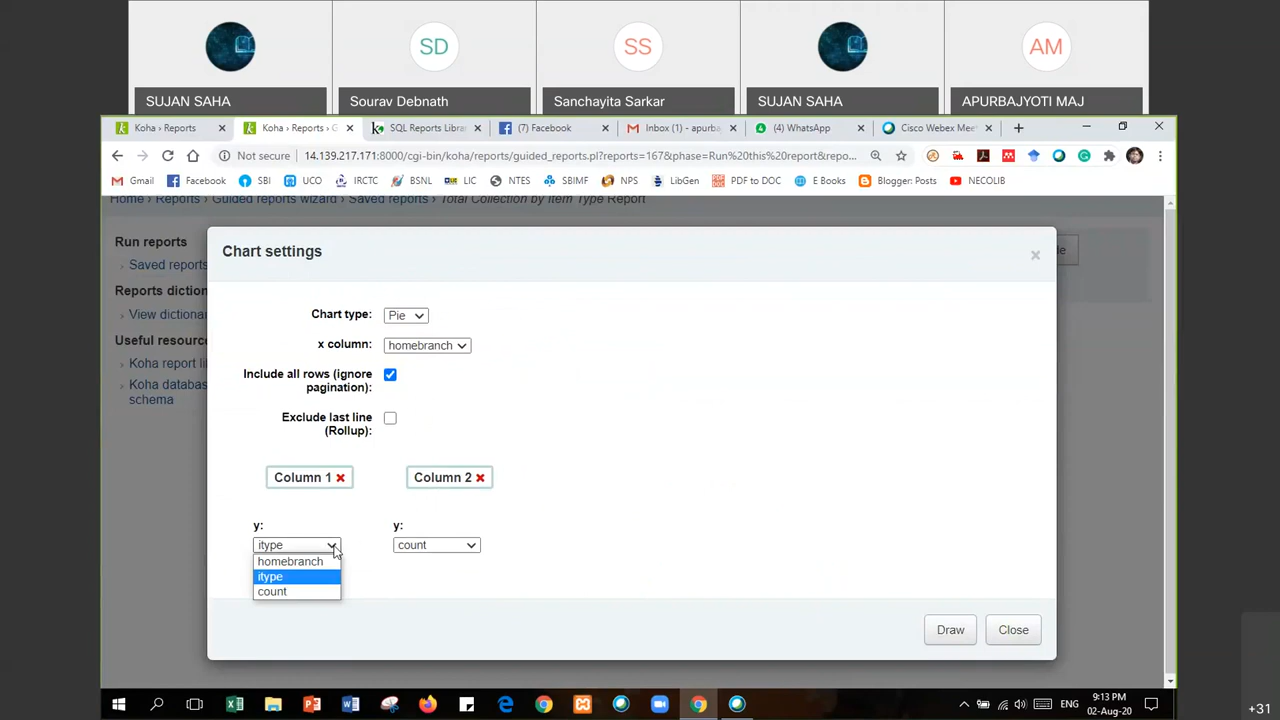 SD
SS
AM
SUJAN SAHA
Sourav Debnath
Sanchayita Sarkar
SUJAN SAHA
APURBAJYOTI MAJ
Koha › Reports
Koha › Reports › G
SQL Reports Libra
(7) Facebook
Inbox (1) - apurba
(4) WhatsApp
Cisco Webex Mee
Not secure
14.139.217.171:8000/cgi-bin/koha/reports/guided_reports.pl?reports=167&phase=Run%20this%20report&repo...
Gmail
Facebook
SBI
UCO
IRCTC
BSNL
LIC
NTES
SBIMF
NPS
LibGen
PDF to DOC
E Books
Blogger: Posts
NECOLIB
Home › Reports › Guided reports wizard › Saved reports › Total Collection by Item Type Report
Run reports
Saved reports
Reports dictio
View dictiona
Useful resourc
Koha report li
Koha databas
schema
Chart settings
Chart type:
Pie
x column:
homebranch
Include all rows (ignore
pagination):
Exclude last line
(Rollup):
Column 1
Column 2
y:
y:
itype
count
homebranch
itype
count
Draw
Close
ENG
9:13 PM
02-Aug-20
+31